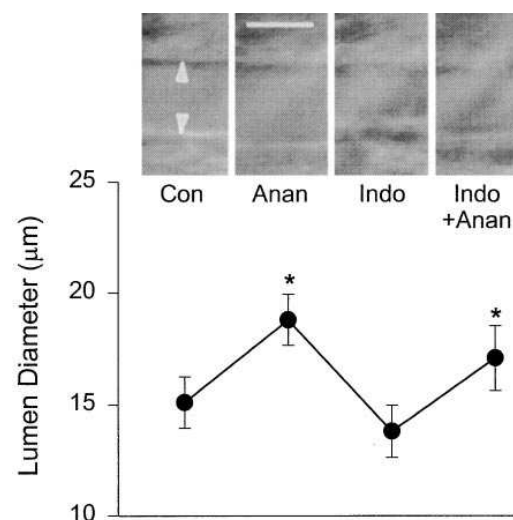 Con Anan Indo Indo
+Anan
Lumen Diameter (μm)
25
20
15
10
*
*